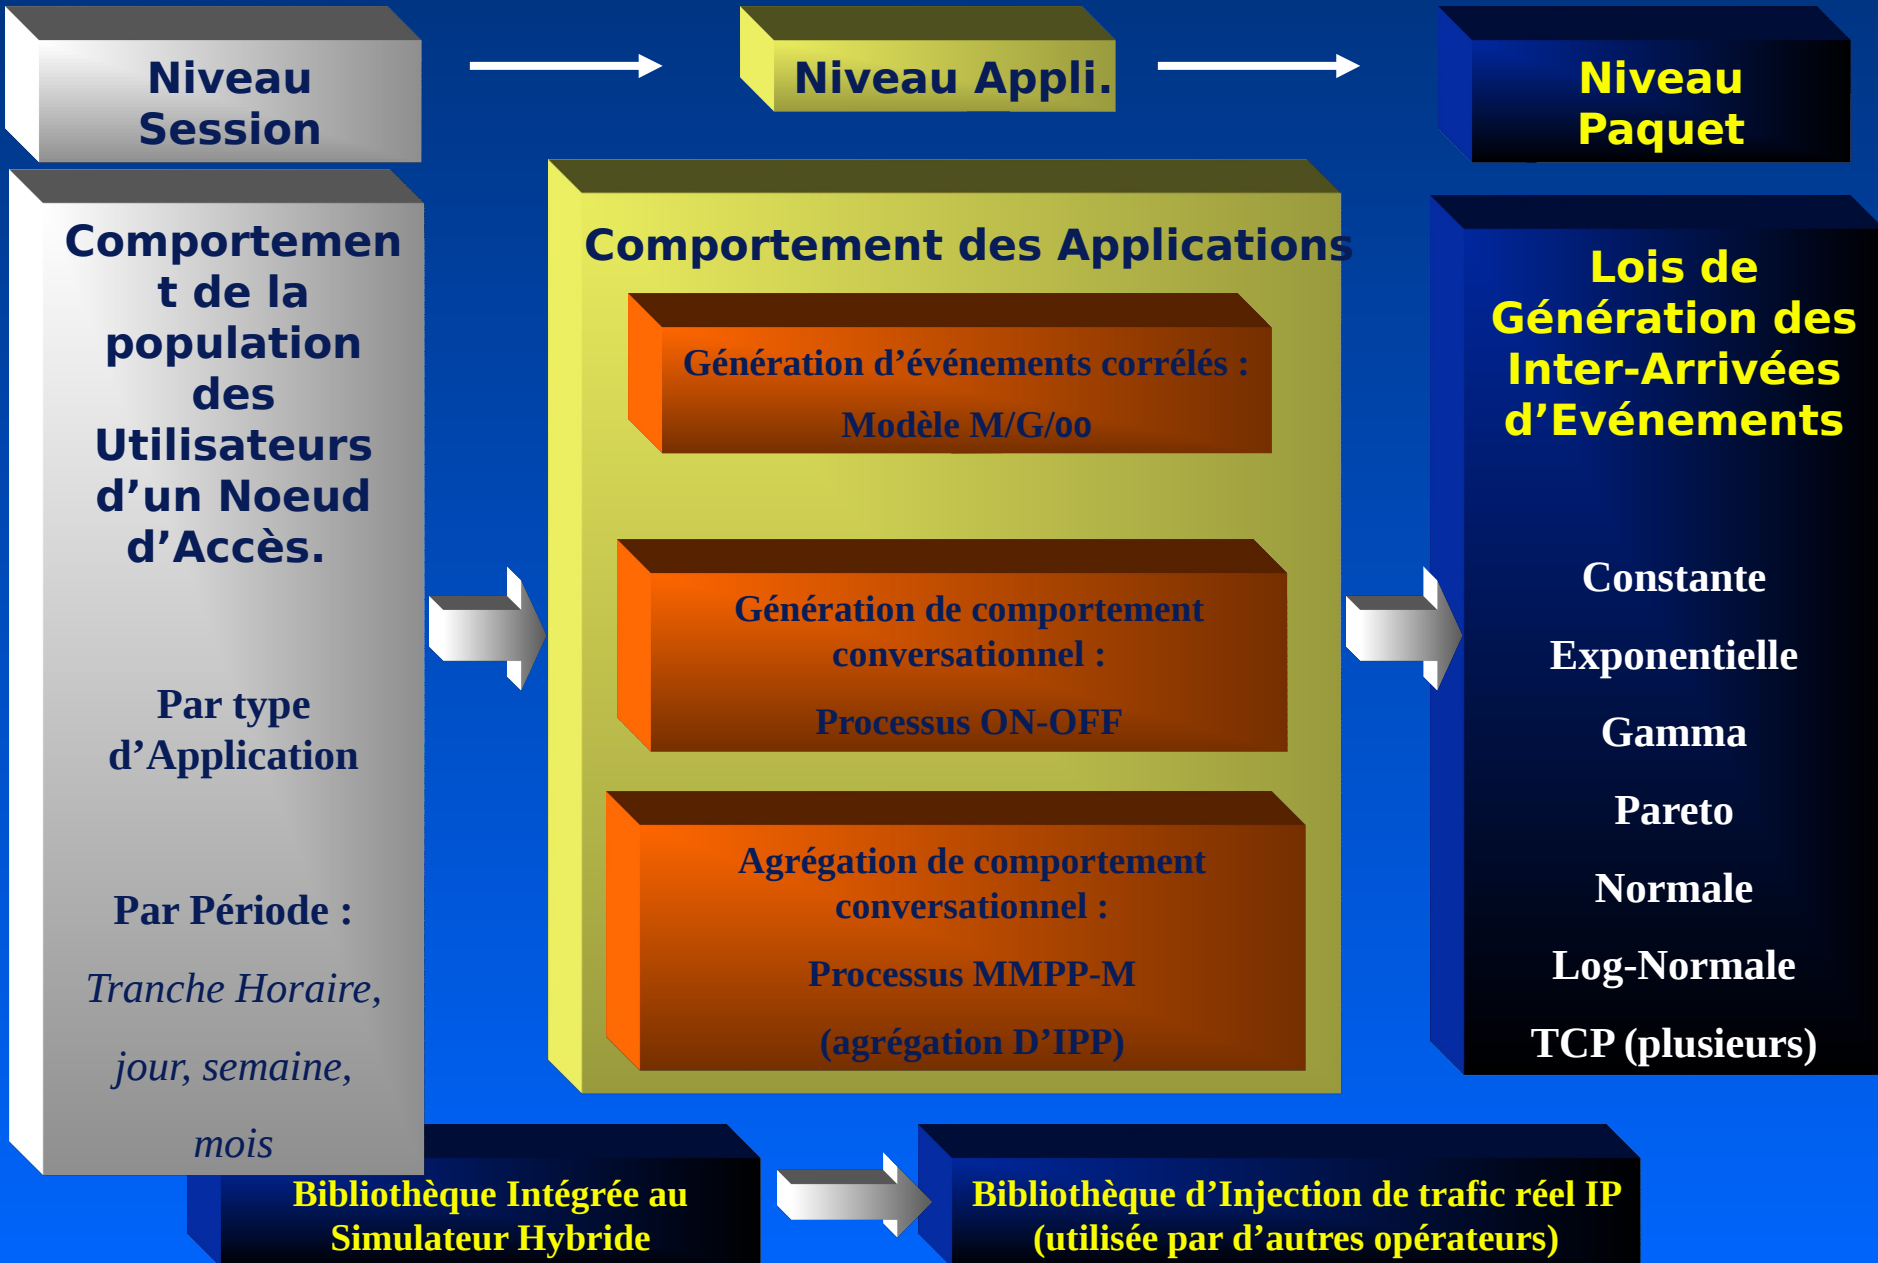 Niveau
Session
Niveau Appli.
Niveau
Paquet
Comportemen
t de la
population
des
Utilisateurs
d’un Noeud
d’Accès.
Par type
d’Application
Par Période :
Tranche Horaire,
jour, semaine,
mois
Comportement des Applications
Génération d’événements corrélés :
Modèle M/G/oo
Génération de comportement
conversationnel :
Processus ON-OFF
Agrégation de comportement
conversationnel :
Processus MMPP-M
(agrégation D’IPP)
Lois de
Génération des
Inter-Arrivées
d’Evénements
Constante
Exponentielle
Gamma
Pareto
Normale
Log-Normale
TCP (plusieurs)
Bibliothèque Intégrée au
Simulateur Hybride
Bibliothèque d’Injection de trafic réel IP
(utilisée par d’autres opérateurs)